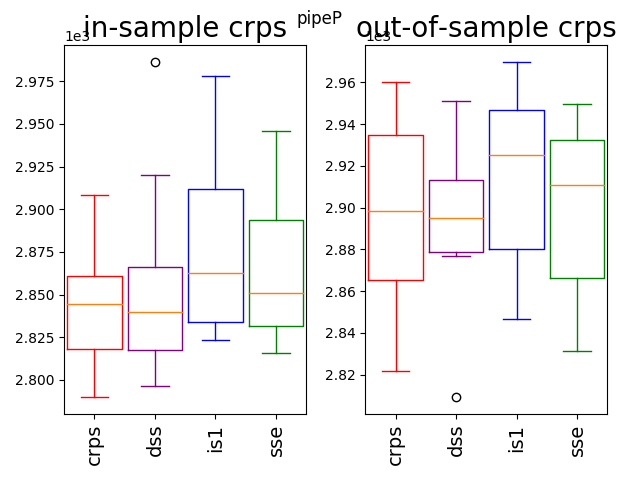 pipeP
in-sample crps
1e3
2.975
2.950
2.925
2.900
2.875
2.850
2.825
2.800
crps
dss
is1
sse
out-of-sample crps
1e3
2.96
2.94
2.92
2.90
2.88
2.86
2.84
2.82
crps
dss
is1
sse